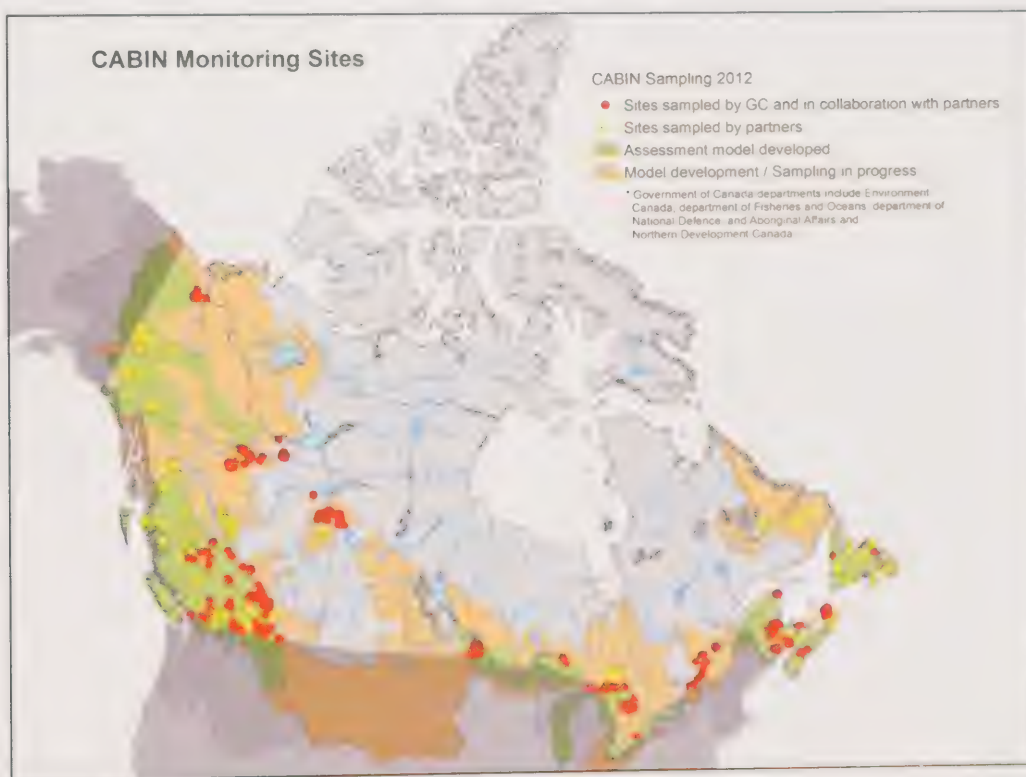 CABIN Monitoring Sites
CABIN Sampling 2012
Sites sampled by GC and in collaboration with partners
Sites sampled by partners
Assessment model developed
Model development / Sampling in progress
* Government of Canada departments include Environment
Canada, department of Fisheries and Oceans, department of
National Defence, and Aboriginal Affairs and
Northern Development Canada